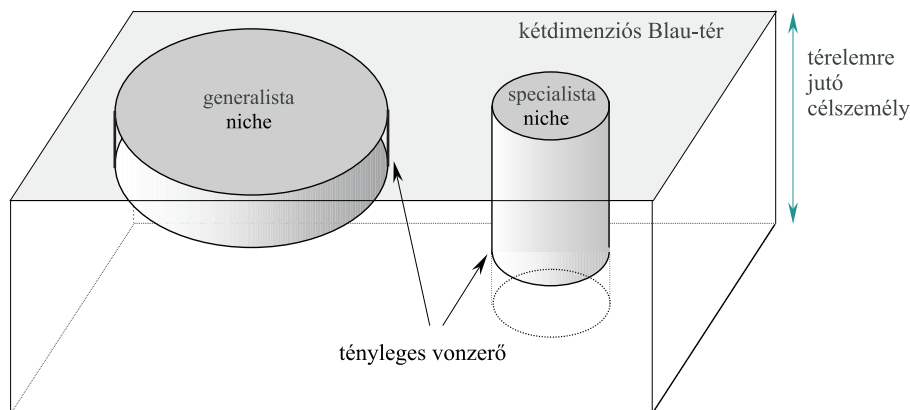 kétdimenziós Blau-tér
generalista
niche
specialista
niche
térelemre
jutó
célszemély
tényleges vonzerő